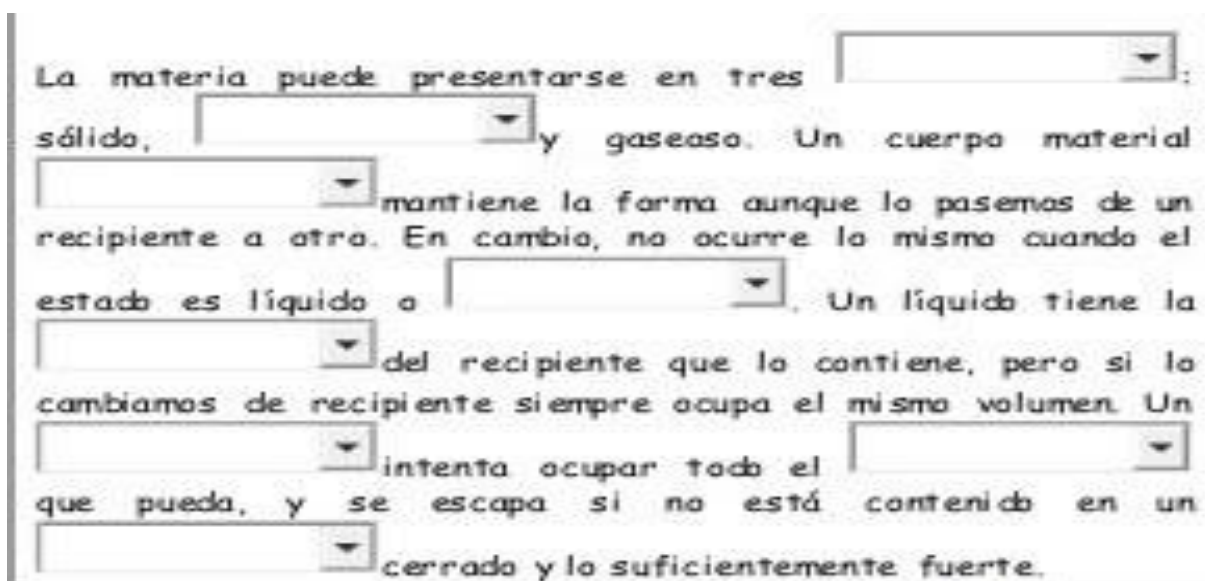 La materia puede presentarse en tres :
sólido, y gaseoso. Un cuerpo material
mantiene la forma aunque lo pasemos de un
recipiente a otro. En cambio, no ocurre lo mismo cuando el
estado es líquido o . Un líquido tiene la
del recipiente que lo contiene, pero si lo
cambiamos de recipiente siempre ocupa el mismo volumen. Un
intenta ocupar todo el
que pueda, y se escapa si no está contenido en un
cerrado y lo suficientemente fuerte.